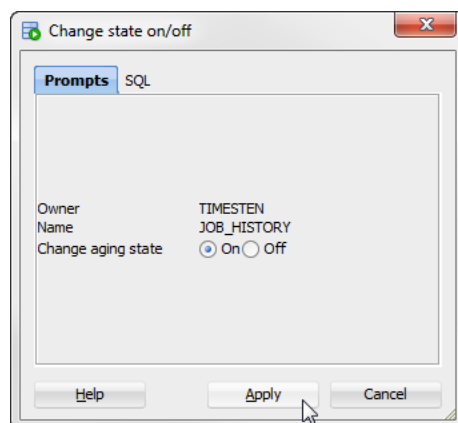 Change state on/off
Prompts SQL
Owner TIMESTEN
Name JOB_HISTORY
Change aging state On Off
Help Apply Cancel